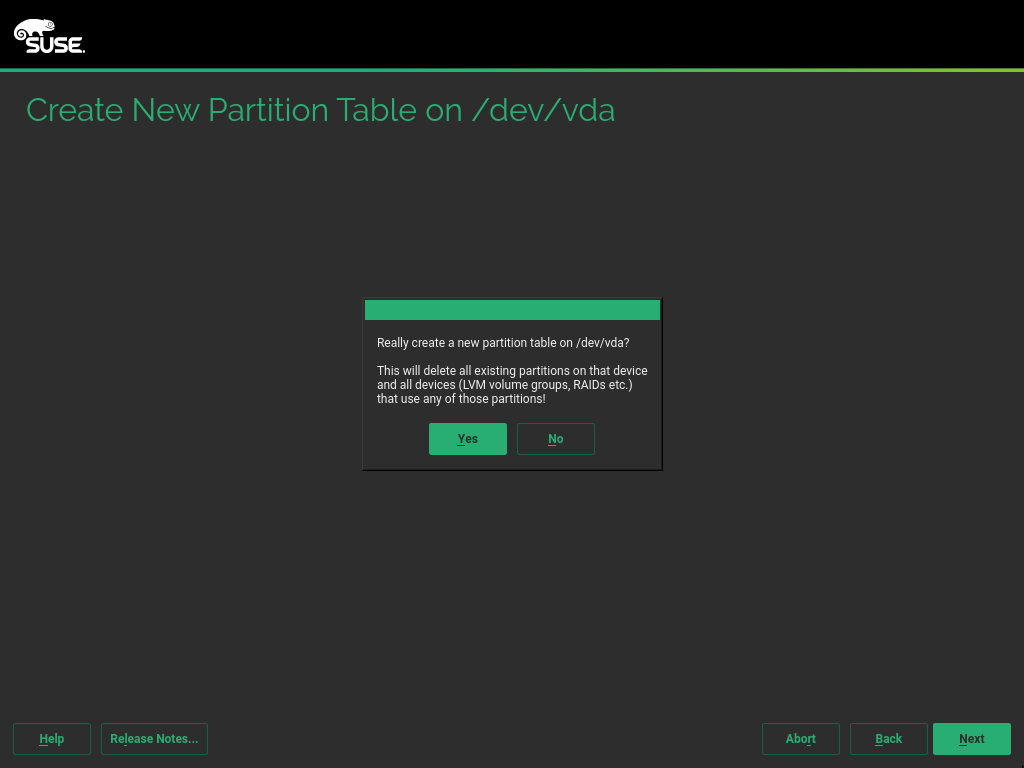 SUSE.
Create New Partition Table on /dev/vda
Really create a new partition table on /dev/vda?
This will delete all existing partitions on that device
and all devices (LVM volume groups, RAIDs etc.)
that use any of those partitions!
Yes
No
Help
Release Notes...
Abort
Back
Next